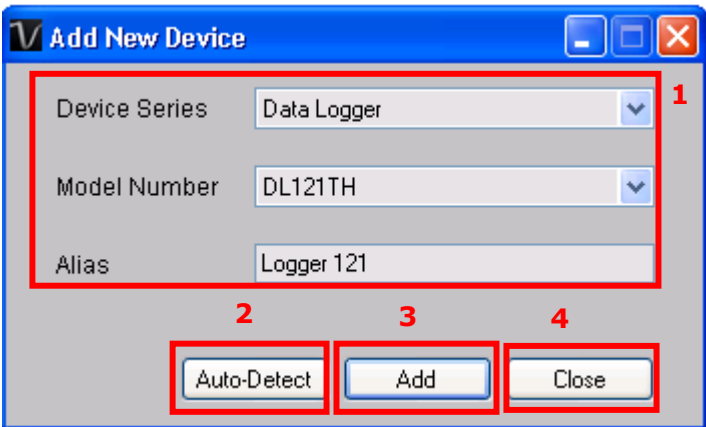 Add New Device
1
Device Series Data Logger
Model Number DL121TH
Alias Logger 121
2 3 4
Auto-Detect Add Close